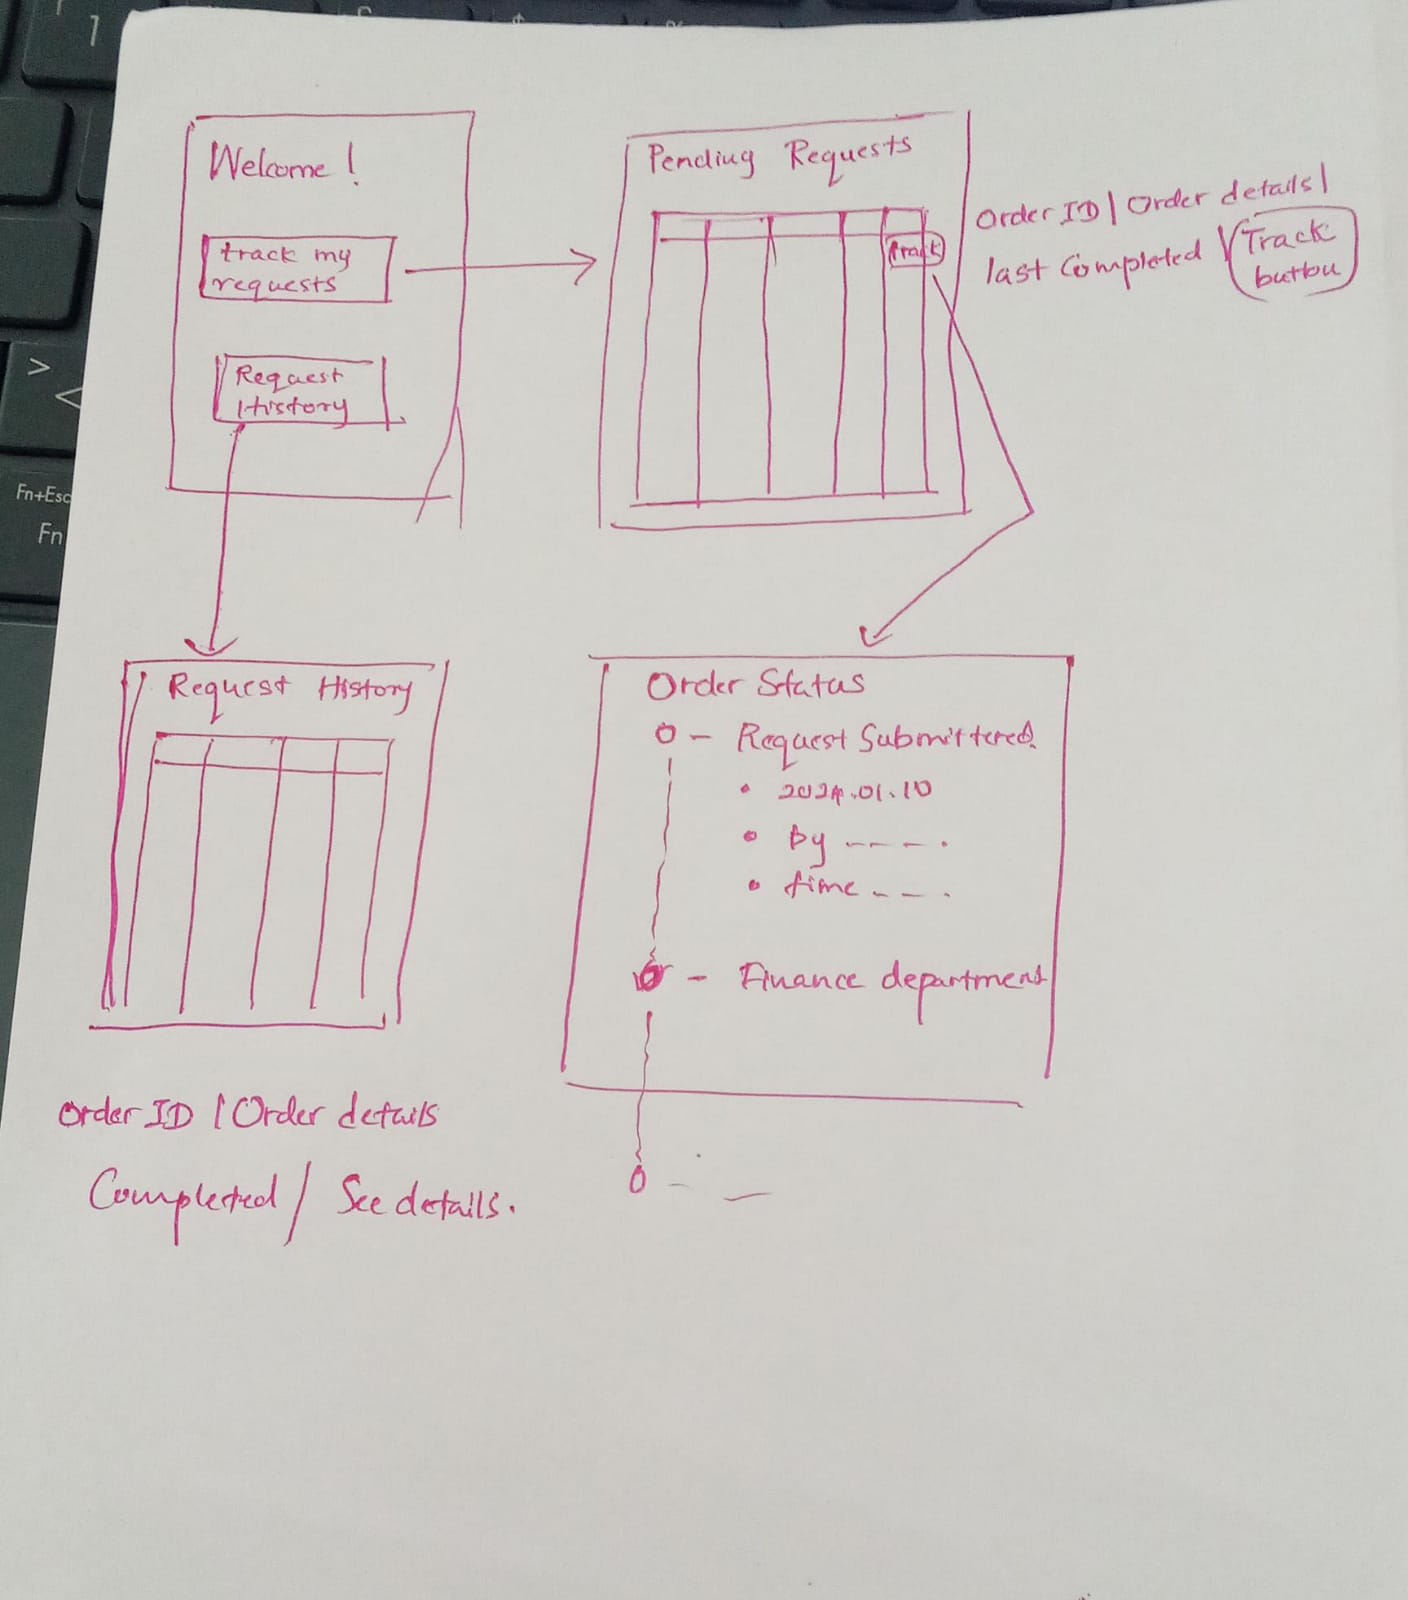 Welcome !
track my
requests
Request
History
Pending Requests
track
Order ID | Order details |
last Completed | Track
button
Request History
Order ID | Order details
Completed / See details.
Order Status
O - Request Submittered.
• 2024.01.10
• by ----.
• time ---.
- Finance department
Fn+Esc
Fn
>
<
1